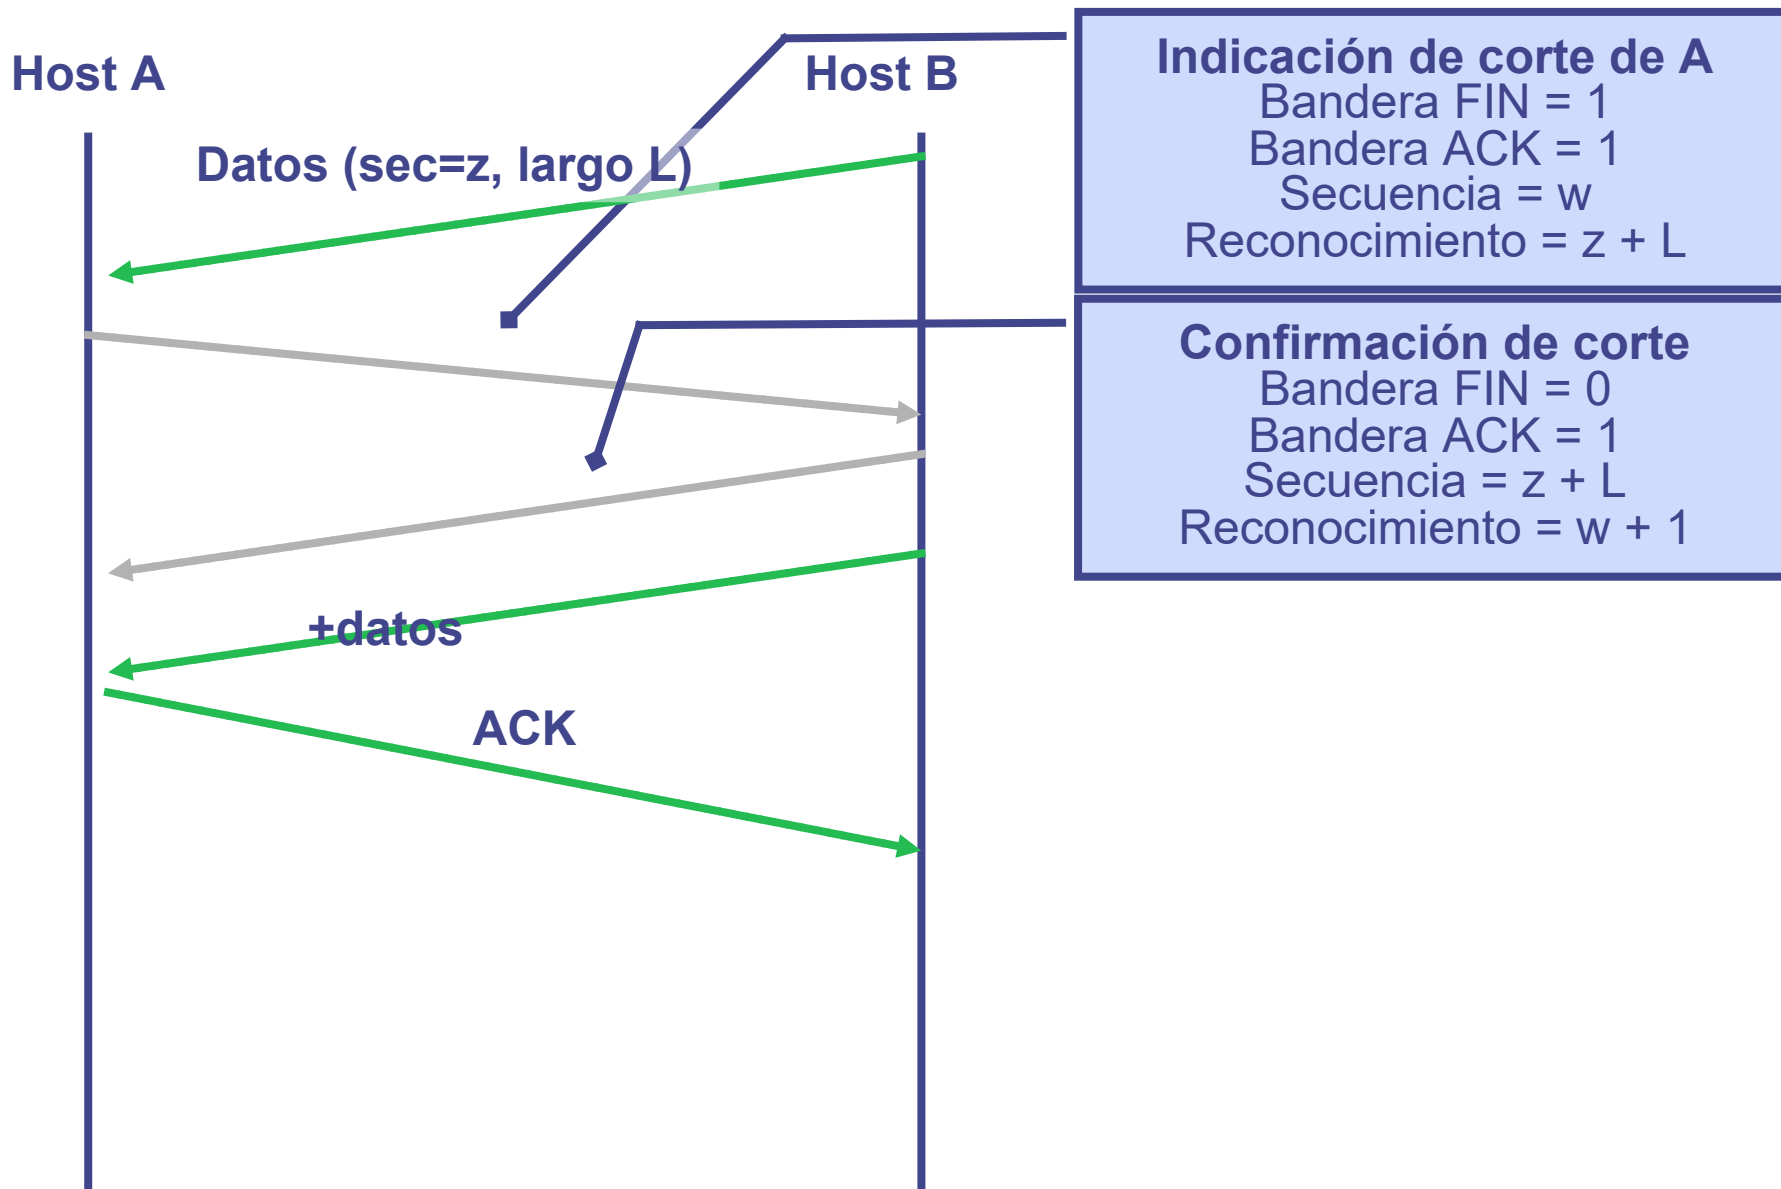 Host A
Host B
Datos (sec=z, largo L)
+datos
ACK
Indicación de corte de A
Bandera FIN = 1
Bandera ACK = 1
Secuencia = w
Reconocimiento = z + L
Confirmación de corte
Bandera FIN = 0
Bandera ACK = 1
Secuencia = z + L
Reconocimiento = w + 1